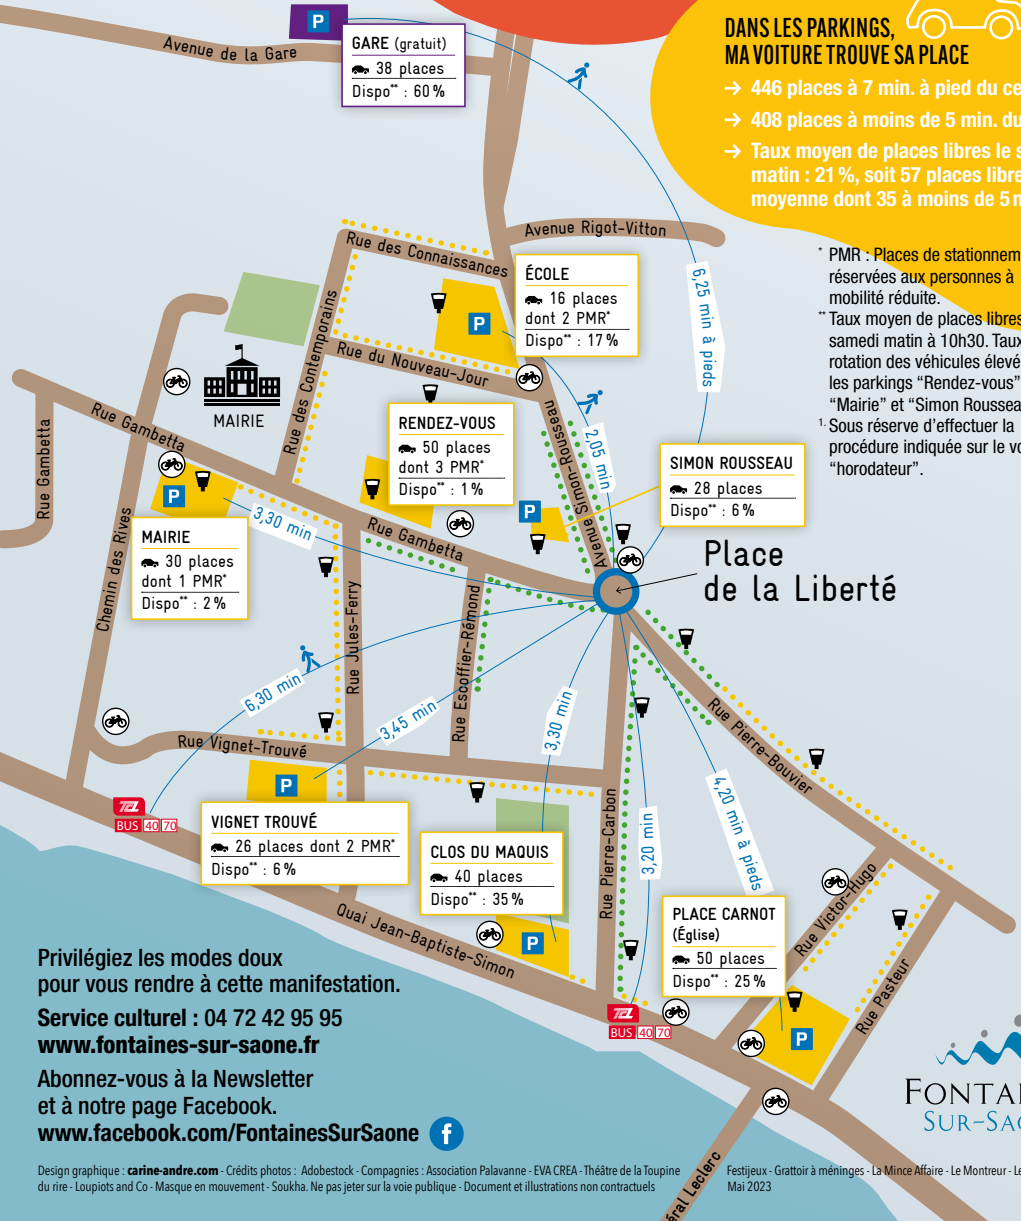 DANS LES PARKINGS,
MA VOITURE TROUVE SA PLACE
→ 446 places à 7 min. à pied du ce
→ 408 places à moins de 5 min. du
→ Taux moyen de places libres le s
matin : 21 %, soit 57 places libre
moyenne dont 35 à moins de 5 m
* PMR : Places de stationnem
réservées aux personnes à
mobilité réduite.
** Taux moyen de places libres
samedi matin à 10h30. Taux
rotation des véhicules élevé
les parkings “Rendez-vous”
“Mairie” et “Simon Roussea
1. Sous réserve d’effectuer la
procédure indiquée sur le vo
“horodateur”.
P
Avenue de la Gare
GARE (gratuit)
38 places
Dispo** : 60 %
Avenue Rigot-Vitton
Rue des Connaissances
6,25 min à pieds
ÉCOLE
16 places
dont 2 PMR*
Dispo** : 17 %
P
Rue des Contemporains
Rue du Nouveau-Jour
MAIRIE
Rue Gambetta
Rue Gambetta
RENDEZ-VOUS
50 places
dont 3 PMR*
Dispo** : 1 %
Avenue Simon-Rousseau
2,05 min
SIMON ROUSSEAU
28 places
Dispo** : 6 %
P
P
3,30 min
Rue Gambetta
MAIRIE
30 places
dont 1 PMR*
Dispo** : 2 %
Chemin des Rives
Place
de la Liberté
Rue Jules-Ferry
Rue Escoffier-Rémond
6,30 min
3,45 min
3,30 min
Rue Pierre-Bouvier
Rue Vignet-Trouvé
P
TCL
BUS 40 70
VIGNET TROUVÉ
26 places dont 2 PMR*
Dispo** : 6 %
CLOS DU MAQUIS
40 places
Dispo** : 35 %
P
Rue Pierre-Carbon
3,20 min
4,20 min à pieds
Quai Jean-Baptiste-Simon
PLACE CARNOT
(Église)
50 places
Dispo** : 25 %
P
Rue Victor-Hugo
Rue Pasteur
TCL
BUS 40 70
éral Leclerc
Privilégiez les modes doux
pour vous rendre à cette manifestation.
Service culturel : 04 72 42 95 95
www.fontaines-sur-saone.fr
Abonnez-vous à la Newsletter
et à notre page Facebook.
www.facebook.com/FontainesSurSaone f
FONTAI
SUR-SAO
Design graphique : carine-andre.com - Crédits photos : Adobestock - Compagnies : Association Palavanne - EVA CREA - Théâtre de la Toupine
du rire - Loupiots and Co - Masque en mouvement - Soukha. Ne pas jeter sur la voie publique - Document et illustrations non contractuels
Festijeux - Grattoir à méninges - La Mince Affaire - Le Montreur - Le
Mai 2023